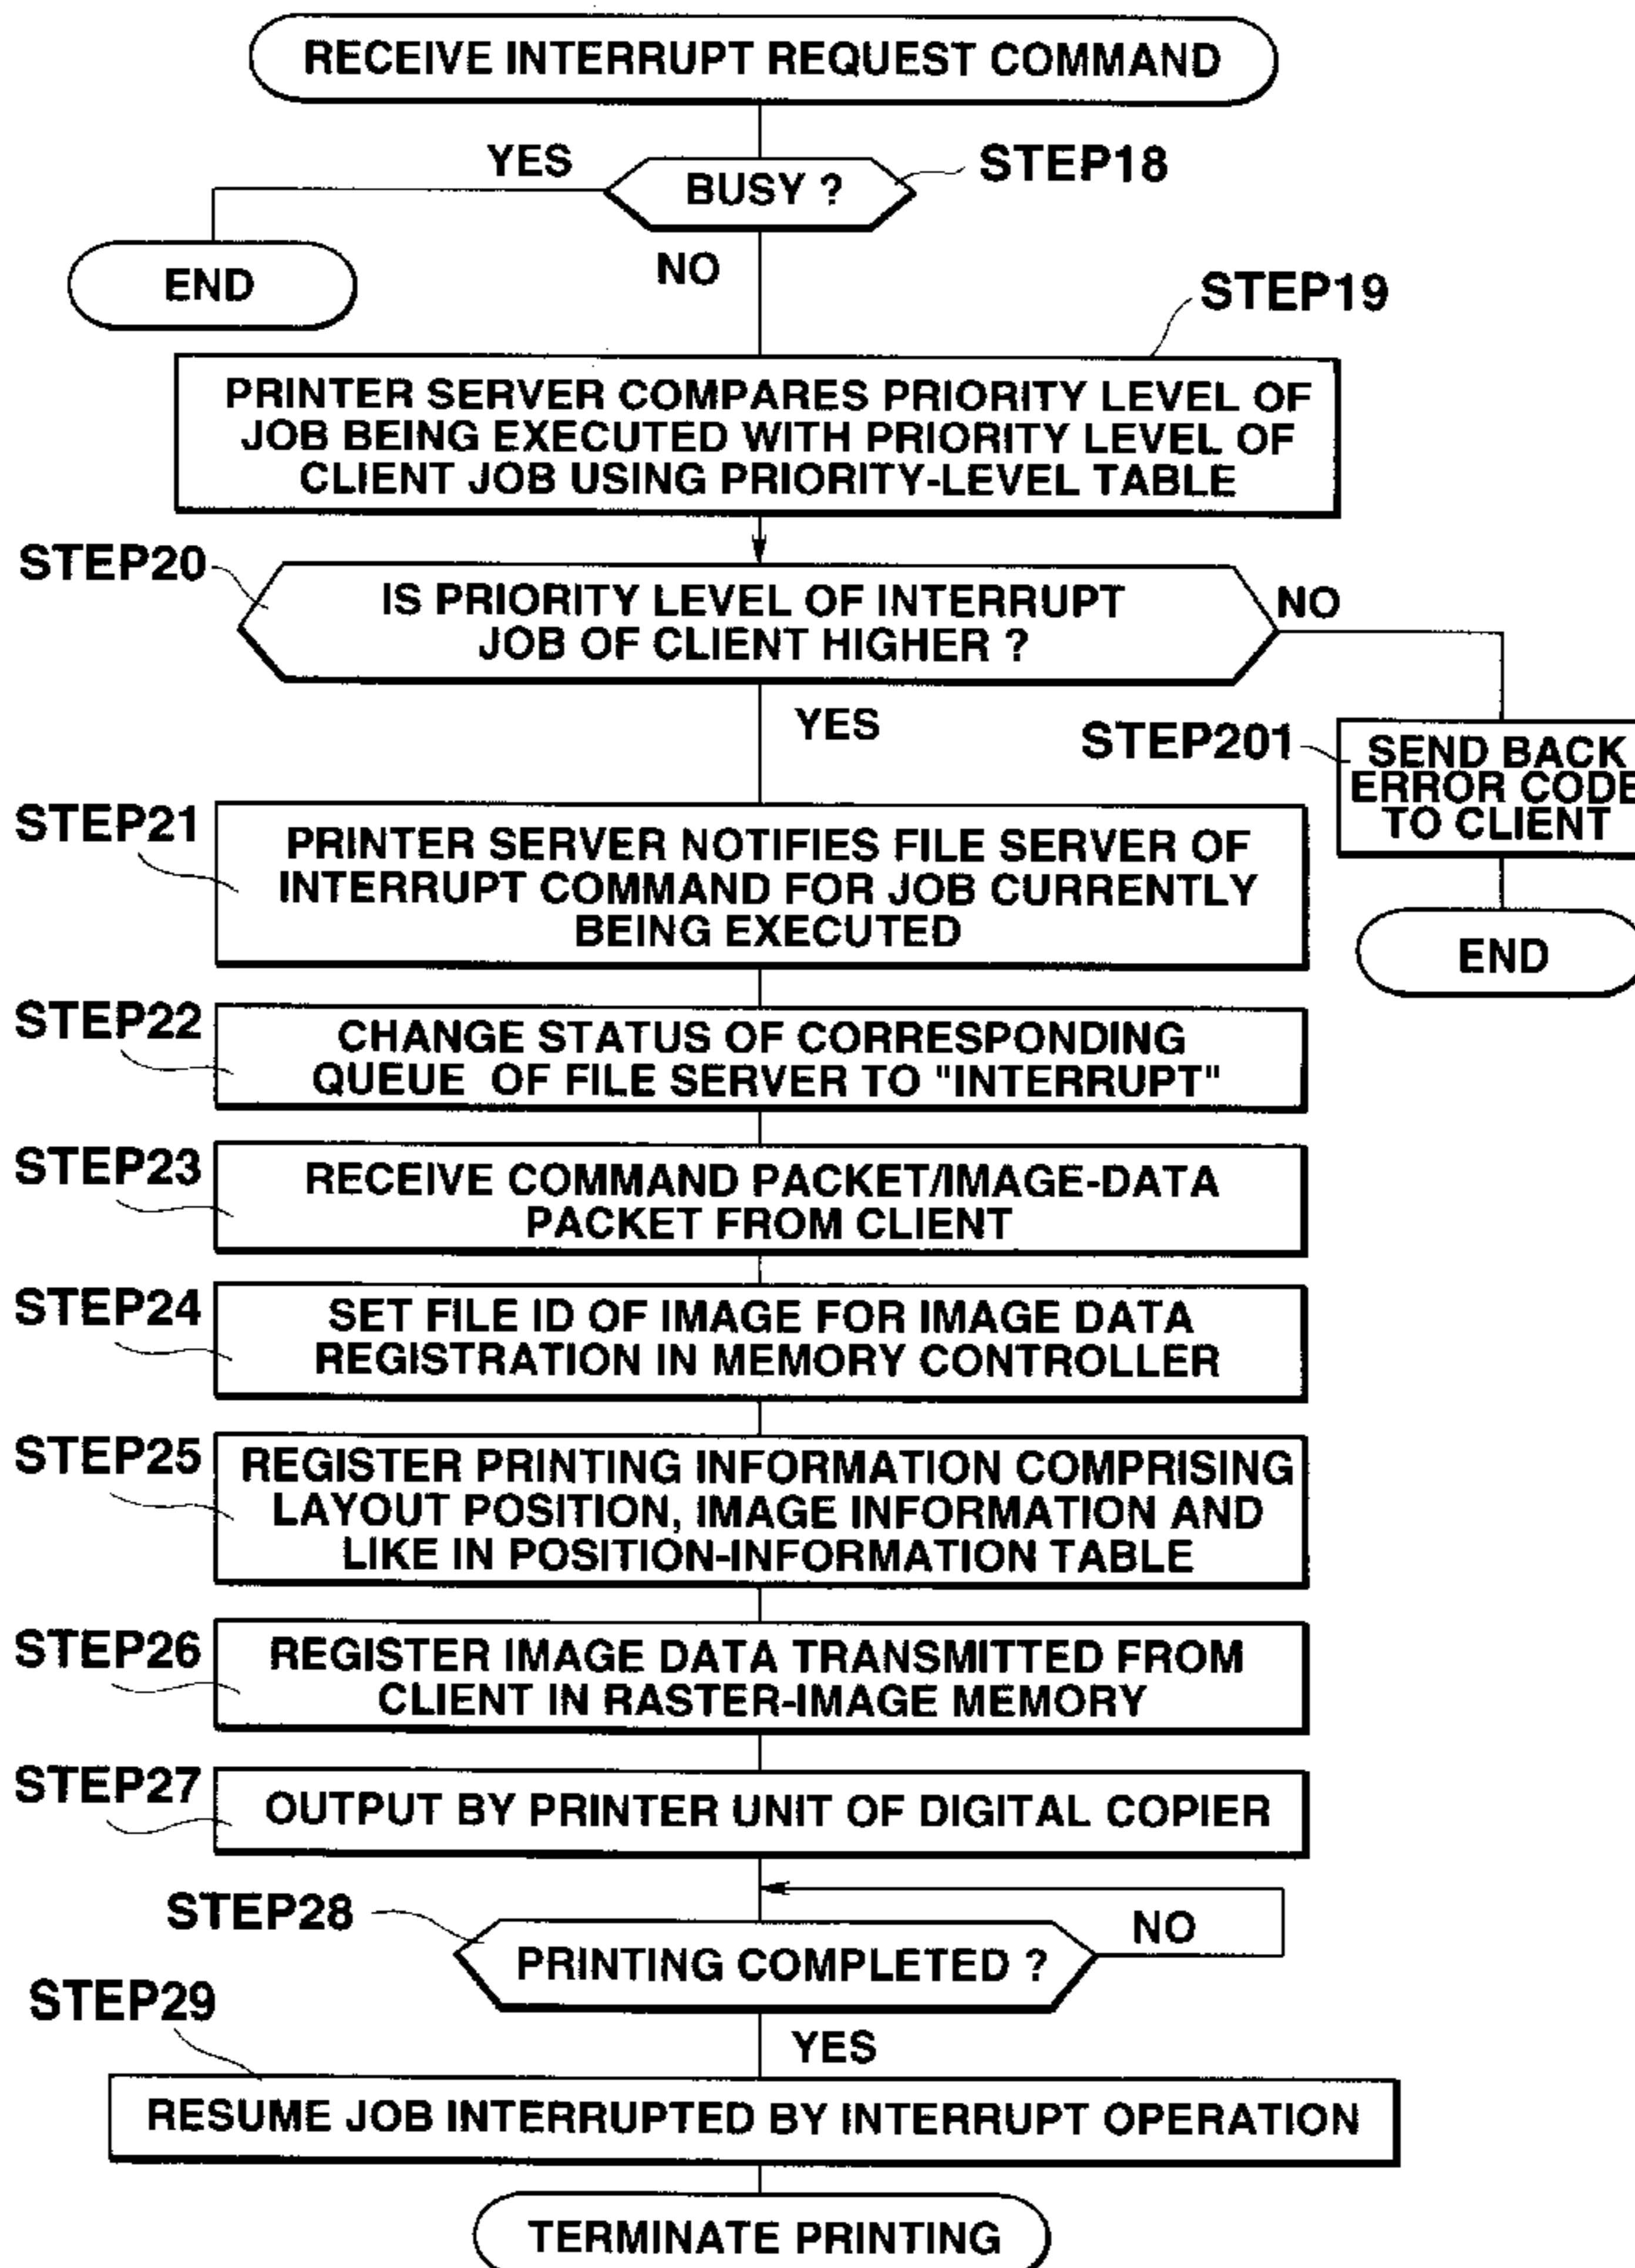 RECEIVE INTERRUPT REQUEST COMMAND
YES
BUSY ?
STEP18
END
NO
STEP19
PRINTER SERVER COMPARES PRIORITY LEVEL OF
JOB BEING EXECUTED WITH PRIORITY LEVEL OF
CLIENT JOB USING PRIORITY-LEVEL TABLE
STEP20
IS PRIORITY LEVEL OF INTERRUPT
JOB OF CLIENT HIGHER ?
NO
YES
STEP201
SEND BACK
ERROR CODE
TO CLIENT
END
STEP21
PRINTER SERVER NOTIFIES FILE SERVER OF
INTERRUPT COMMAND FOR JOB CURRENTLY
BEING EXECUTED
STEP22
CHANGE STATUS OF CORRESPONDING
QUEUE OF FILE SERVER TO "INTERRUPT"
STEP23
RECEIVE COMMAND PACKET/IMAGE-DATA
PACKET FROM CLIENT
STEP24
SET FILE ID OF IMAGE FOR IMAGE DATA
REGISTRATION IN MEMORY CONTROLLER
STEP25
REGISTER PRINTING INFORMATION COMPRISING
LAYOUT POSITION, IMAGE INFORMATION AND
LIKE IN POSITION-INFORMATION TABLE
STEP26
REGISTER IMAGE DATA TRANSMITTED FROM
CLIENT IN RASTER-IMAGE MEMORY
STEP27
OUTPUT BY PRINTER UNIT OF DIGITAL COPIER
STEP28
PRINTING COMPLETED ?
NO
YES
STEP29
RESUME JOB INTERRUPTED BY INTERRUPT OPERATION
TERMINATE PRINTING